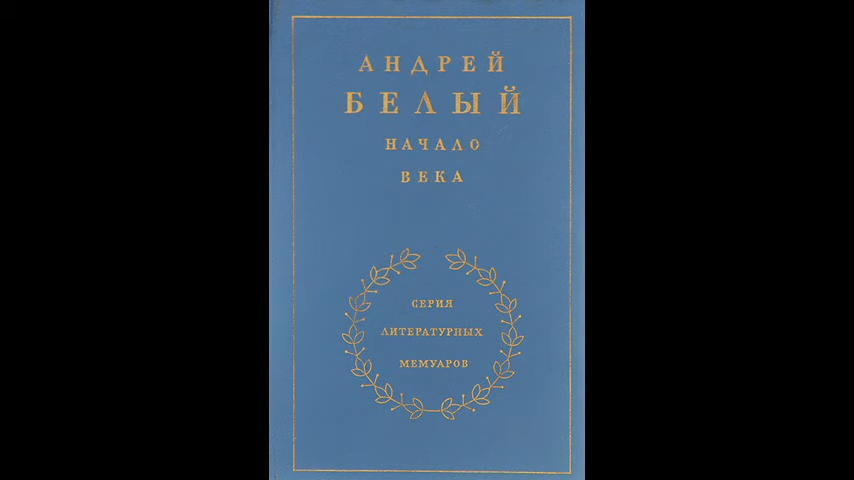 АНДРЕЙ
БЕЛЫЙ
НАЧАЛО
ВЕКА
СЕРИЯ
ЛИТЕРАТУРНЫХ
МЕМУАРОВ